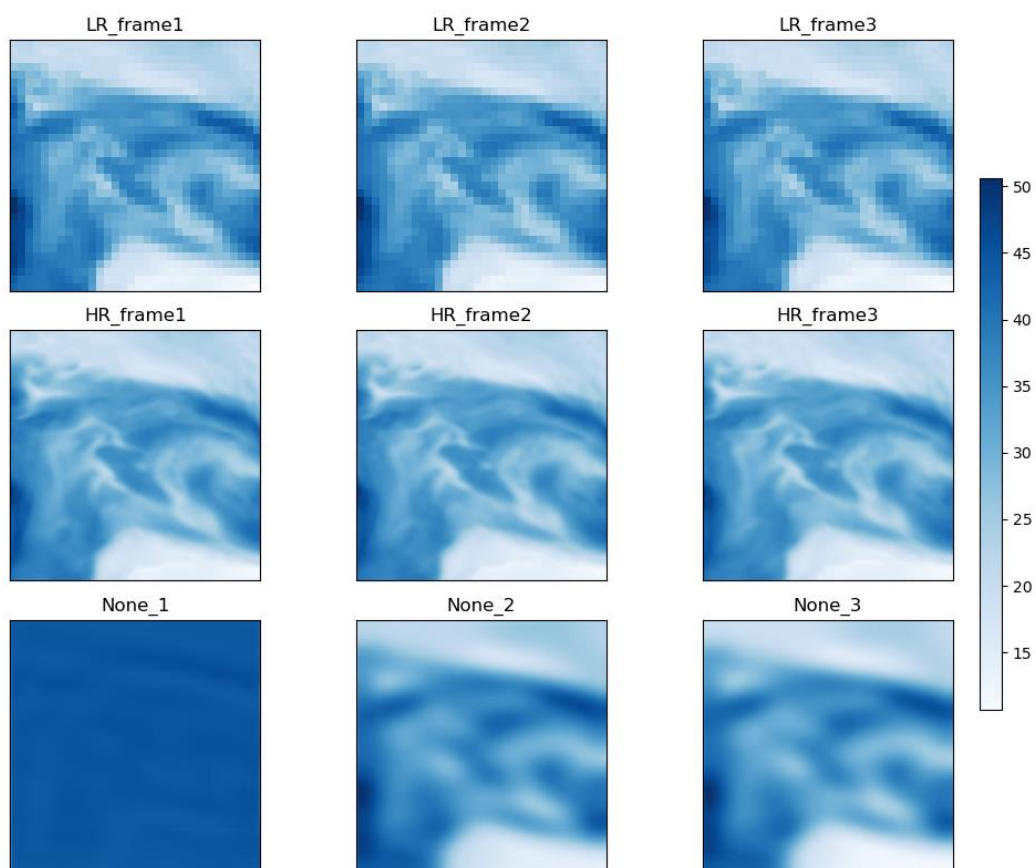 LR_frame1
LR_frame2
LR_frame3
50
45
40
35
30
25
20
15
HR_frame1
HR_frame2
HR_frame3
None_1
None_2
None_3